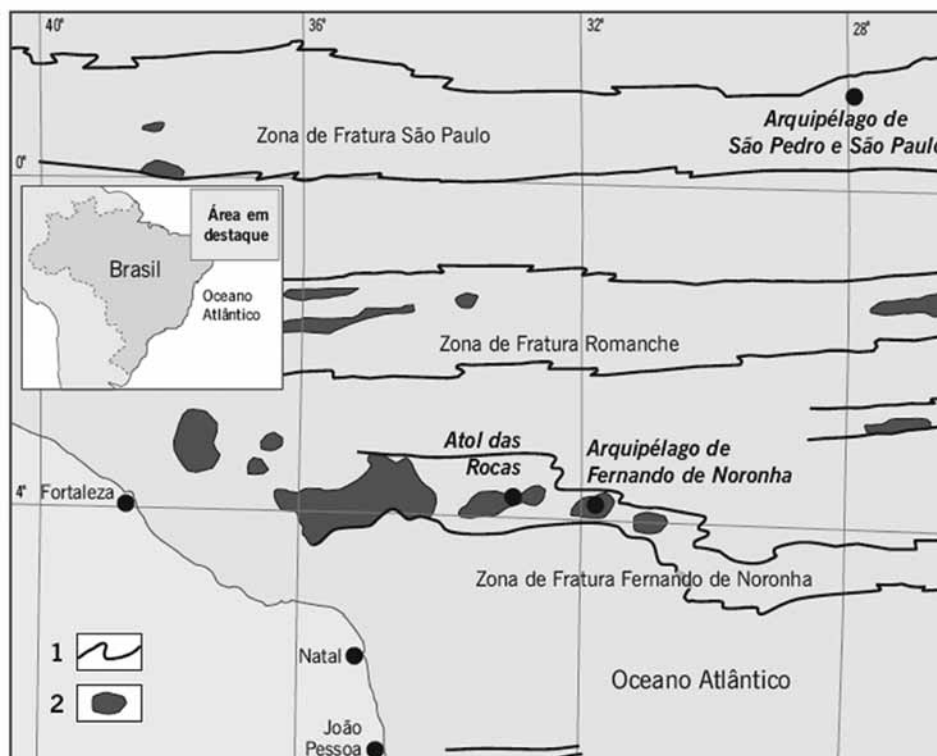 40°
36°
32°
28°
Zona de Fratura São Paulo
Arquipélago de
São Pedro e São Paulo
0°
Área em
destaque
Brasil
Oceano
Atlântico
Zona de Fratura Romanche
Atol das
Rocas
Arquipélago de
Fernando de Noronha
4°
Fortaleza
Zona de Fratura Fernando de Noronha
1
Natal
Oceano Atlântico
2
João
Pessoa